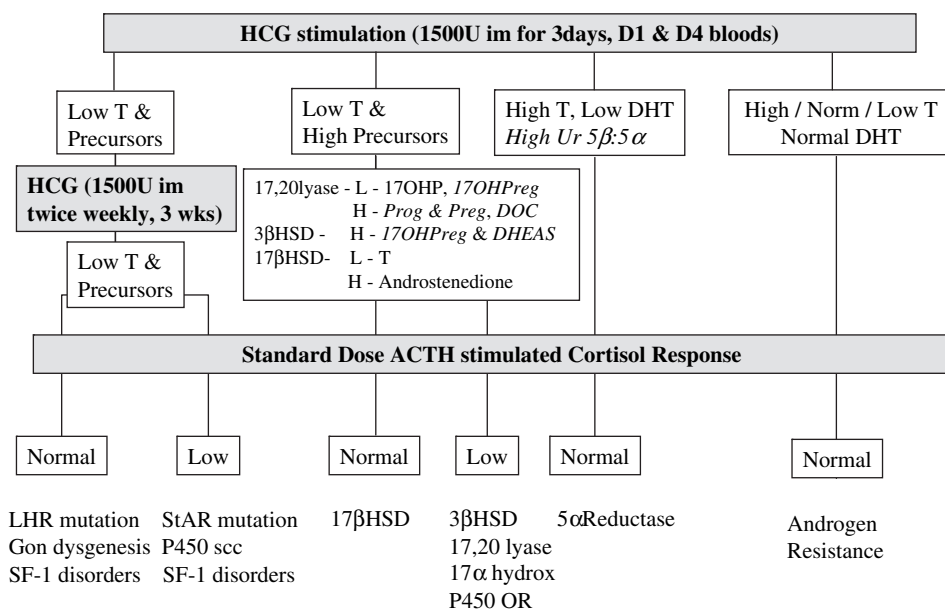 HCG stimulation (1500U im for 3days, D1 & D4 bloods)
Low T &
Precursors
Low T &
High Precursors
High T, Low DHT
High Ur 5β:5α
High / Norm / Low T
Normal DHT
HCG (1500U im
twice weekly, 3 wks)
17,20lyase - L - 17OHP, 17OHPreg
H - Prog & Preg, DOC
3βHSD - H - 17OHPreg & DHEAS
17βHSD- L - T
H - Androstenedione
Low T &
Precursors
Standard Dose ACTH stimulated Cortisol Response
Normal
Low
Normal
Low
Normal
Normal
LHR mutation
Gon dysgenesis
SF-1 disorders
StAR mutation
P450 scc
SF-1 disorders
17βHSD
3βHSD
17,20 lyase
17α hydrox
P450 OR
5αReductase
Androgen
Resistance